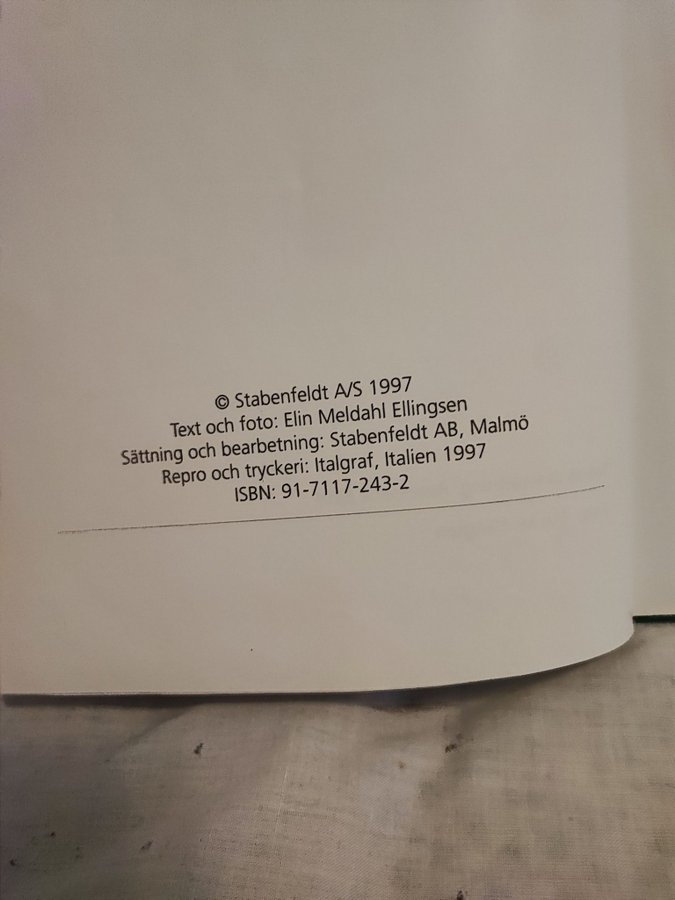 © Stabenfeldt A/S 1997
Text och foto: Elin Meldahl Ellingsen
Sättning och bearbetning: Stabenfeldt AB, Malmö
Repro och tryckeri: Italgraf, Italien 1997
ISBN: 91-7117-243-2